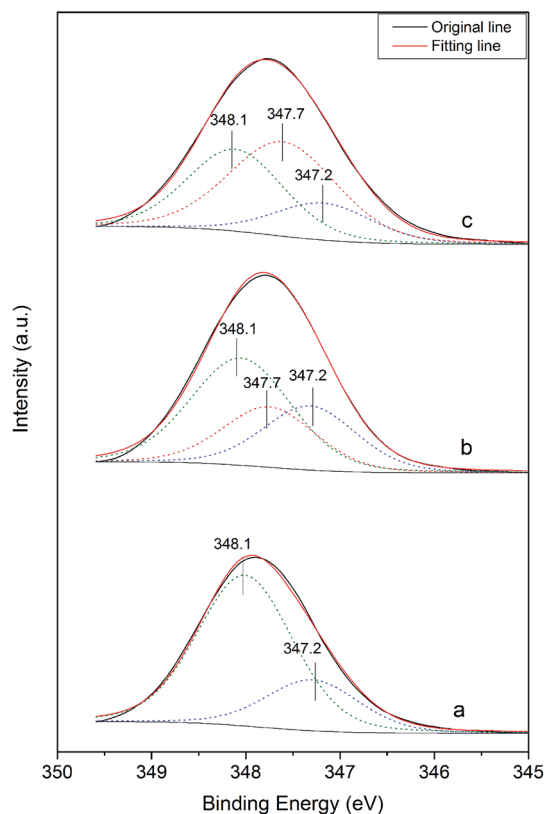 Original line
Fitting line
348.1
347.7
347.2
c
348.1
347.7
347.2
b
348.1
347.2
a
Intensity (a.u.)
350
349
348
347
346
345
Binding Energy (eV)